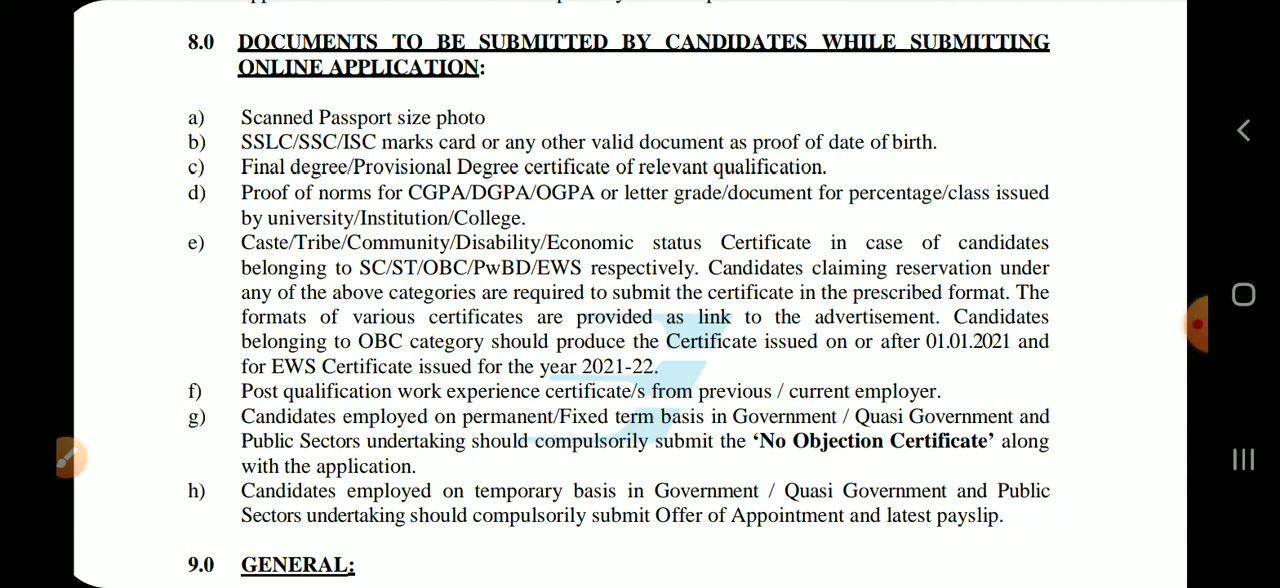 8.0 DOCUMENTS TO BE SUBMITTED BY CANDIDATES WHILE SUBMITTING
ONLINE APPLICATION:
a) Scanned Passport size photo
b) SSLC/SSC/ISC marks card or any other valid document as proof of date of birth.
c) Final degree/Provisional Degree certificate of relevant qualification.
d) Proof of norms for CGPA/DGPA/OGPA or letter grade/document for percentage/class issued
by university/Institution/College.
e) Caste/Tribe/Community/Disability/Economic status Certificate in case of candidates
belonging to SC/ST/OBC/PwBD/EWS respectively. Candidates claiming reservation under
any of the above categories are required to submit the certificate in the prescribed format. The
formats of various certificates are provided as link to the advertisement. Candidates
belonging to OBC category should produce the Certificate issued on or after 01.01.2021 and
for EWS Certificate issued for the year 2021-22.
f) Post qualification work experience certificate/s from previous / current employer.
g) Candidates employed on permanent/Fixed term basis in Government / Quasi Government and
Public Sectors undertaking should compulsorily submit the ‘No Objection Certificate’ along
with the application.
h) Candidates employed on temporary basis in Government / Quasi Government and Public
Sectors undertaking should compulsorily submit Offer of Appointment and latest payslip.
9.0 GENERAL: